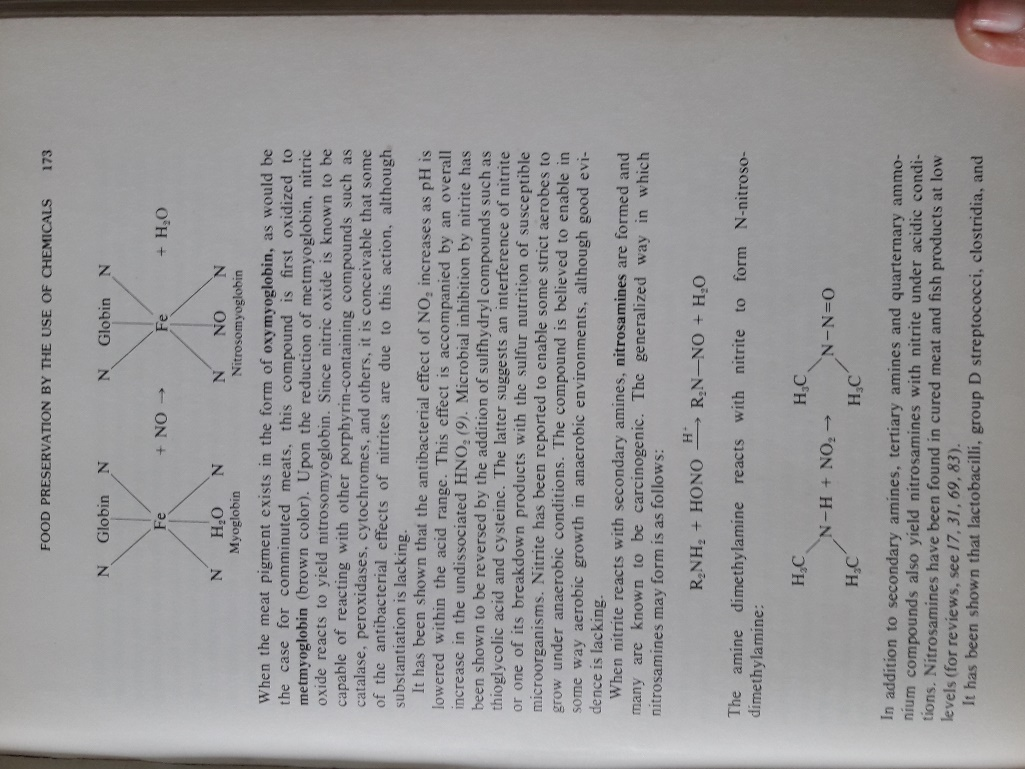 FOOD PRESERVATION BY THE USE OF CHEMICALS 173
N Globin N N Globin N
Fe + NO → Fe + H₂O
N H₂O N N NO N
Myoglobin Nitrosomyoglobin
When the meat pigment exists in the form of oxymyoglobin, as would be
the case for comminuted meats, this compound is first oxidized to
metmyoglobin (brown color). Upon the reduction of metmyoglobin, nitric
oxide reacts to yield nitrosomyoglobin. Since nitric oxide is known to be
capable of reacting with other porphyrin-containing compounds such as
catalase, peroxidases, cytochromes, and others, it is conceivable that some
of the antibacterial effects of nitrites are due to this action, although
substantiation is lacking.
It has been shown that the antibacterial effect of NO₂ increases as pH is
lowered within the acid range. This effect is accompanied by an overall
increase in the undissociated HNO₂ (9). Microbial inhibition by nitrite has
been shown to be reversed by the addition of sulfhydryl compounds such as
thioglycolic acid and cysteine. The latter suggests an interference of nitrite
or one of its breakdown products with the sulfur nutrition of susceptible
microorganisms. Nitrite has been reported to enable some strict aerobes to
grow under anaerobic conditions. The compound is believed to enable in
some way aerobic growth in anaerobic environments, although good evi-
dence is lacking.
When nitrite reacts with secondary amines, nitrosamines are formed and
many are known to be carcinogenic. The generalized way in which
nitrosamines may form is as follows:
H⁺
R₂NH₂ + HONO ⟶ R₂N—NO + H₂O
The amine dimethylamine reacts with nitrite to form N-nitroso-
dimethylamine:
H₃C H₃C
N−H + NO₂ → N−N=O
H₃C H₃C
In addition to secondary amines, tertiary amines and quarternary ammo-
nium compounds also yield nitrosamines with nitrite under acidic condi-
tions. Nitrosamines have been found in cured meat and fish products at low
levels (for reviews, see 17, 31, 69, 83).
It has been shown that lactobacilli, group D streptococci, clostridia, and